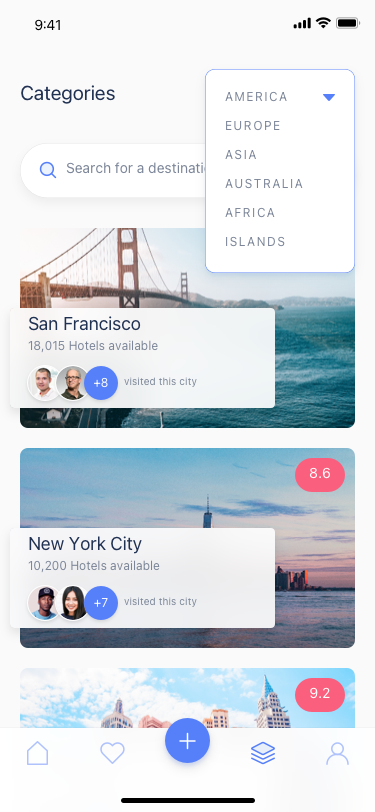 9:41
Categories
AMERICA
EUROPE
ASIA
AUSTRALIA
AFRICA
ISLANDS
Search for a destinati
San Francisco
18,015 Hotels available
+8 visited this city
8.6
New York City
10,200 Hotels available
+7 visited this city
9.2